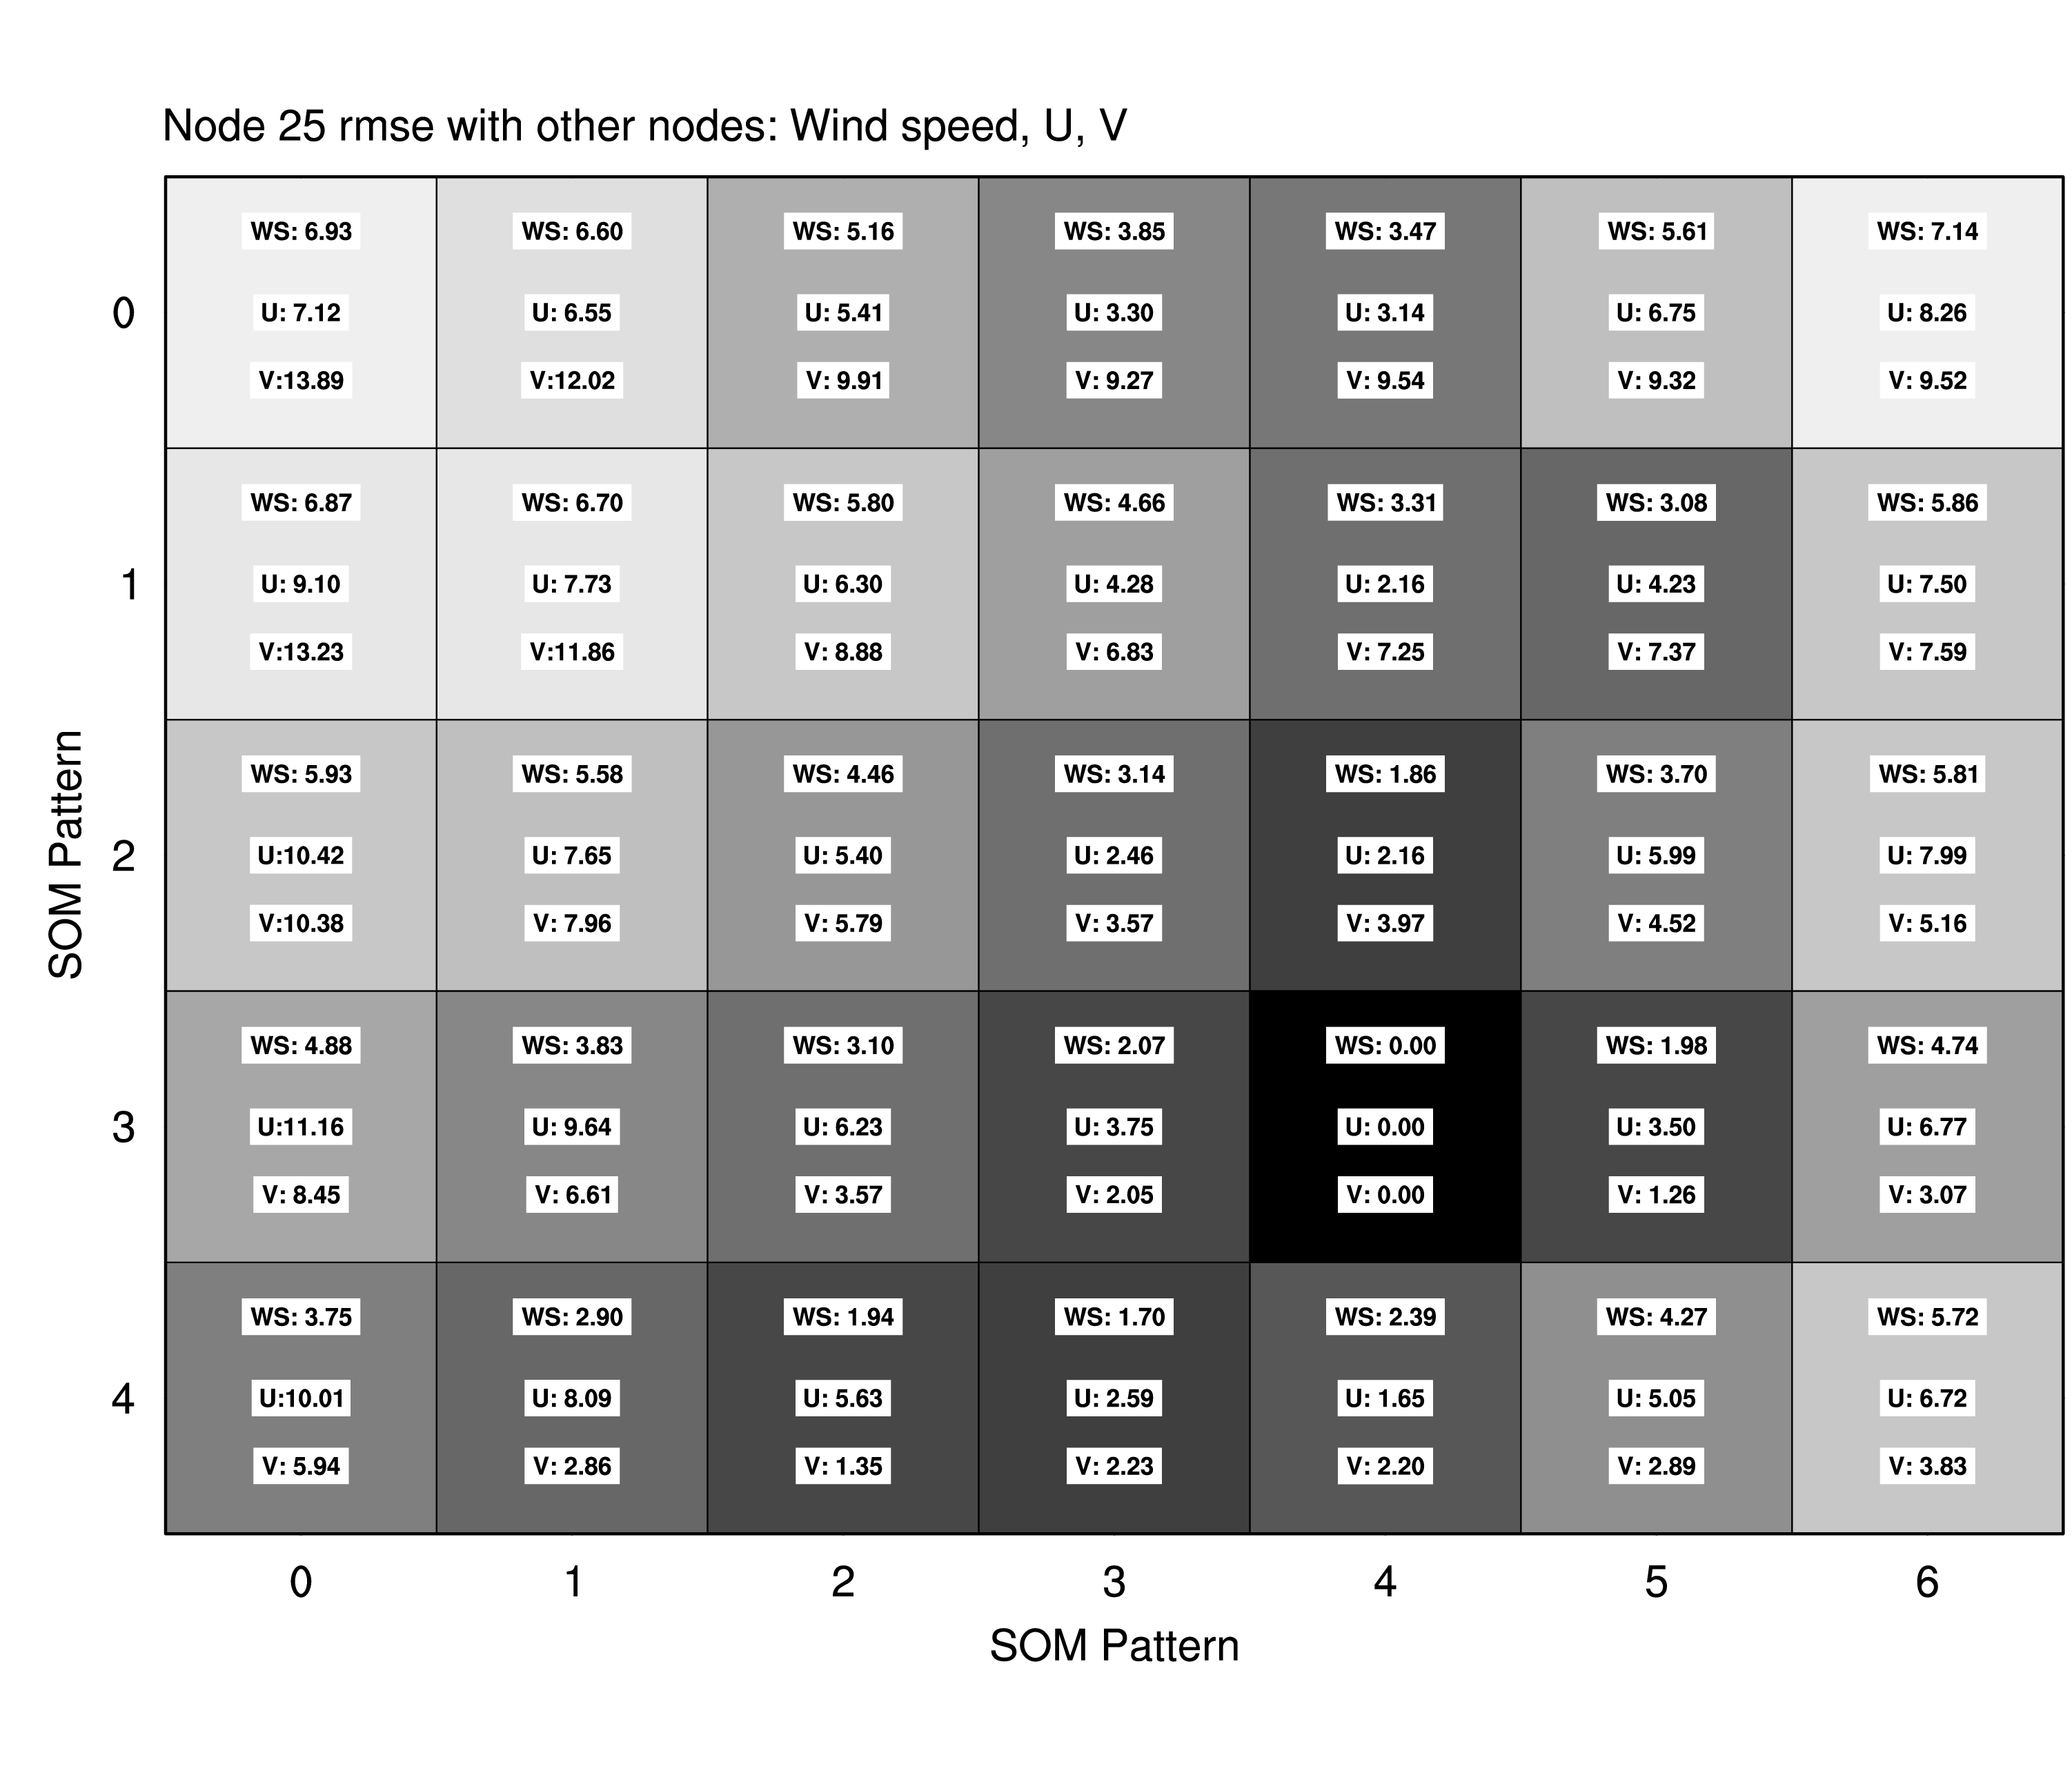 Node 25 rmse with other nodes: Wind speed, U, V
WS: 6.93 WS: 6.60 WS: 5.16 WS: 3.85 WS: 3.47 WS: 5.61 WS: 7.14
0 U: 7.12 U: 6.55 U: 5.41 U: 3.30 U: 3.14 U: 6.75 U: 8.26
V:13.89 V:12.02 V: 9.91 V: 9.27 V: 9.54 V: 9.32 V: 9.52
WS: 6.87 WS: 6.70 WS: 5.80 WS: 4.66 WS: 3.31 WS: 3.08 WS: 5.86
1 U: 9.10 U: 7.73 U: 6.30 U: 4.28 U: 2.16 U: 4.23 U: 7.50
V:13.23 V:11.86 V: 8.88 V: 6.83 V: 7.25 V: 7.37 V: 7.59
SOM Pattern
WS: 5.93 WS: 5.58 WS: 4.46 WS: 3.14 WS: 1.86 WS: 3.70 WS: 5.81
2 U:10.42 U: 7.65 U: 5.40 U: 2.46 U: 2.16 U: 5.99 U: 7.99
V:10.38 V: 7.96 V: 5.79 V: 3.57 V: 3.97 V: 4.52 V: 5.16
WS: 4.88 WS: 3.83 WS: 3.10 WS: 2.07 WS: 0.00 WS: 1.98 WS: 4.74
3 U:11.16 U: 9.64 U: 6.23 U: 3.75 U: 0.00 U: 3.50 U: 6.77
V: 8.45 V: 6.61 V: 3.57 V: 2.05 V: 0.00 V: 1.26 V: 3.07
WS: 3.75 WS: 2.90 WS: 1.94 WS: 1.70 WS: 2.39 WS: 4.27 WS: 5.72
4 U:10.01 U: 8.09 U: 5.63 U: 2.59 U: 1.65 U: 5.05 U: 6.72
V: 5.94 V: 2.86 V: 1.35 V: 2.23 V: 2.20 V: 2.89 V: 3.83
0 1 2 3 4 5 6
SOM Pattern